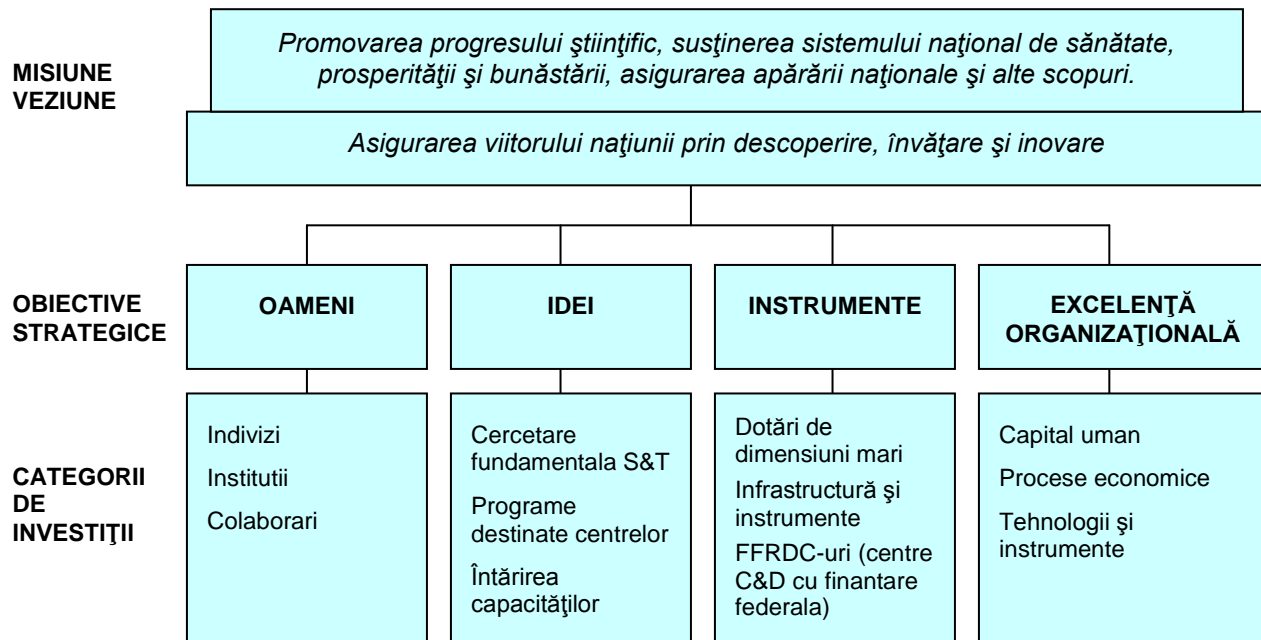 MISIUNE
VEZIUNE
Promovarea progresului ştiinţific, susţinerea sistemului naţional de sănătate,
prosperităţii şi bunăstării, asigurarea apărării naţionale şi alte scopuri.
Asigurarea viitorului naţiunii prin descoperire, învăţare şi inovare
OBIECTIVE
STRATEGICE
OAMENI
IDEI
INSTRUMENTE
EXCELENŢĂ
ORGANIZAŢIONALĂ
CATEGORII
DE
INVESTIŢII
Indivizi
Institutii
Colaborari
Cercetare
fundamentala S&T
Programe
destinate centrelor
Întărirea
capacităţilor
Dotări de
dimensiuni mari
Infrastructură şi
instrumente
FFRDC-uri (centre
C&D cu finantare
federala)
Capital uman
Procese economice
Tehnologii şi
instrumente